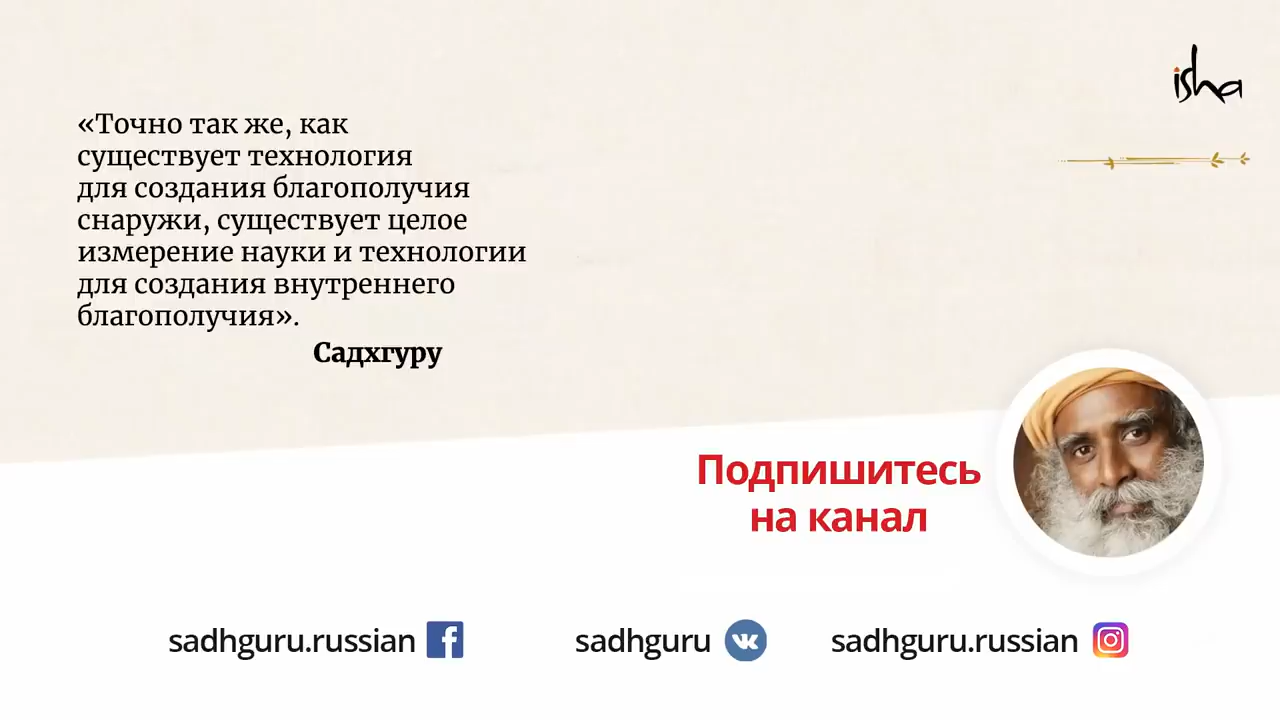 isha
«Точно так же, как
существует технология
для создания благополучия
снаружи, существует целое
измерение науки и технологии
для создания внутреннего
благополучия».
Садхгуру
Подпишитесь
на канал
sadhguru.russian
sadhguru
sadhguru.russian